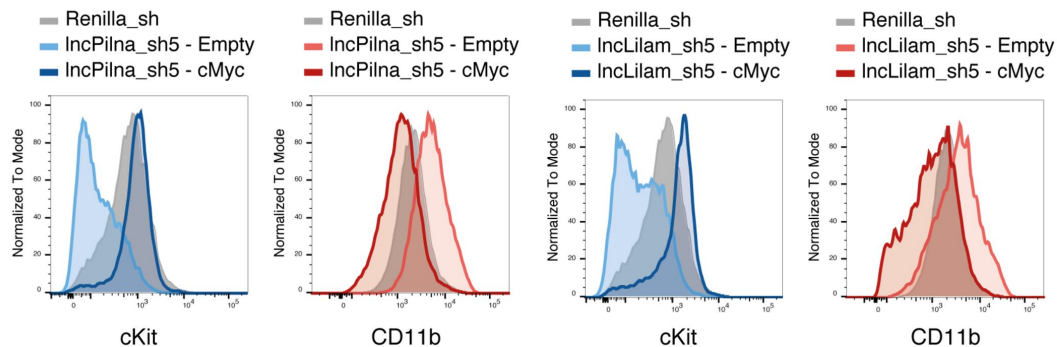 Renilla_sh
lncPilna_sh5 - Empty
lncPilna_sh5 - cMyc
Renilla_sh
lncPilna_sh5 - Empty
lncPilna_sh5 - cMyc
Renilla_sh
lncLilam_sh5 - Empty
lncLilam_sh5 - cMyc
Renilla_sh
lncLilam_sh5 - Empty
lncLilam_sh5 - cMyc
Normalized To Mode
100
80
60
40
20
0
0 10³ 10⁴ 10⁵
cKit
Normalized To Mode
100
80
60
40
20
0
0 10³ 10⁴ 10⁵
CD11b
Normalized To Mode
100
80
60
40
20
0
0 10³ 10⁴ 10⁵
cKit
Normalized To Mode
100
80
60
40
20
0
0 10³ 10⁴ 10⁵
CD11b